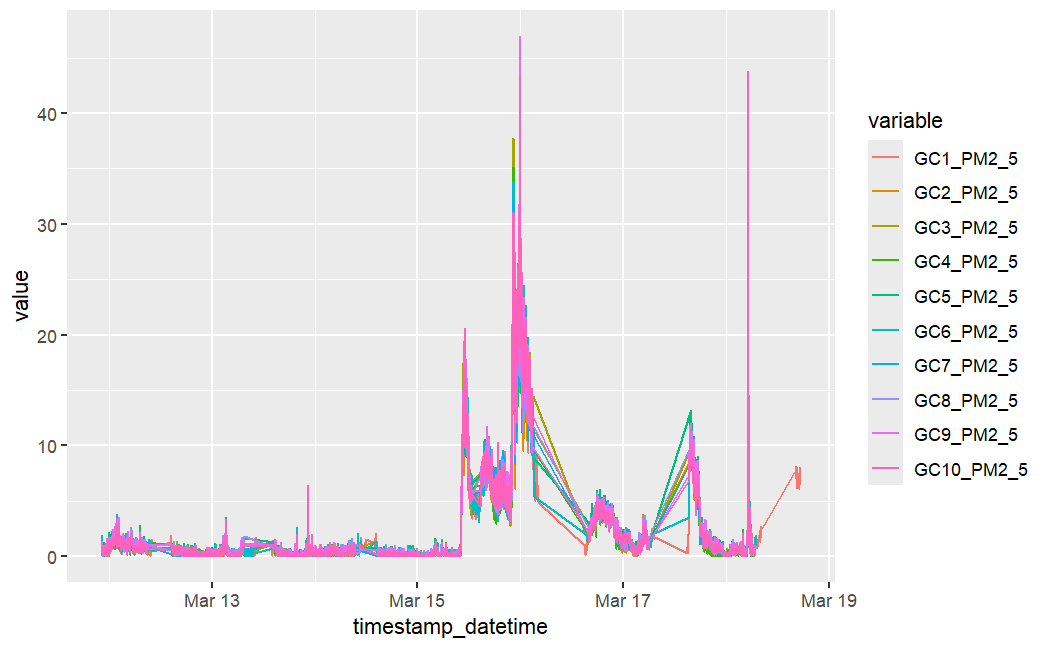 value
40
30
20
10
0
Mar 13
Mar 15
Mar 17
Mar 19
timestamp_datetime
variable
GC1_PM2_5
GC2_PM2_5
GC3_PM2_5
GC4_PM2_5
GC5_PM2_5
GC6_PM2_5
GC7_PM2_5
GC8_PM2_5
GC9_PM2_5
GC10_PM2_5